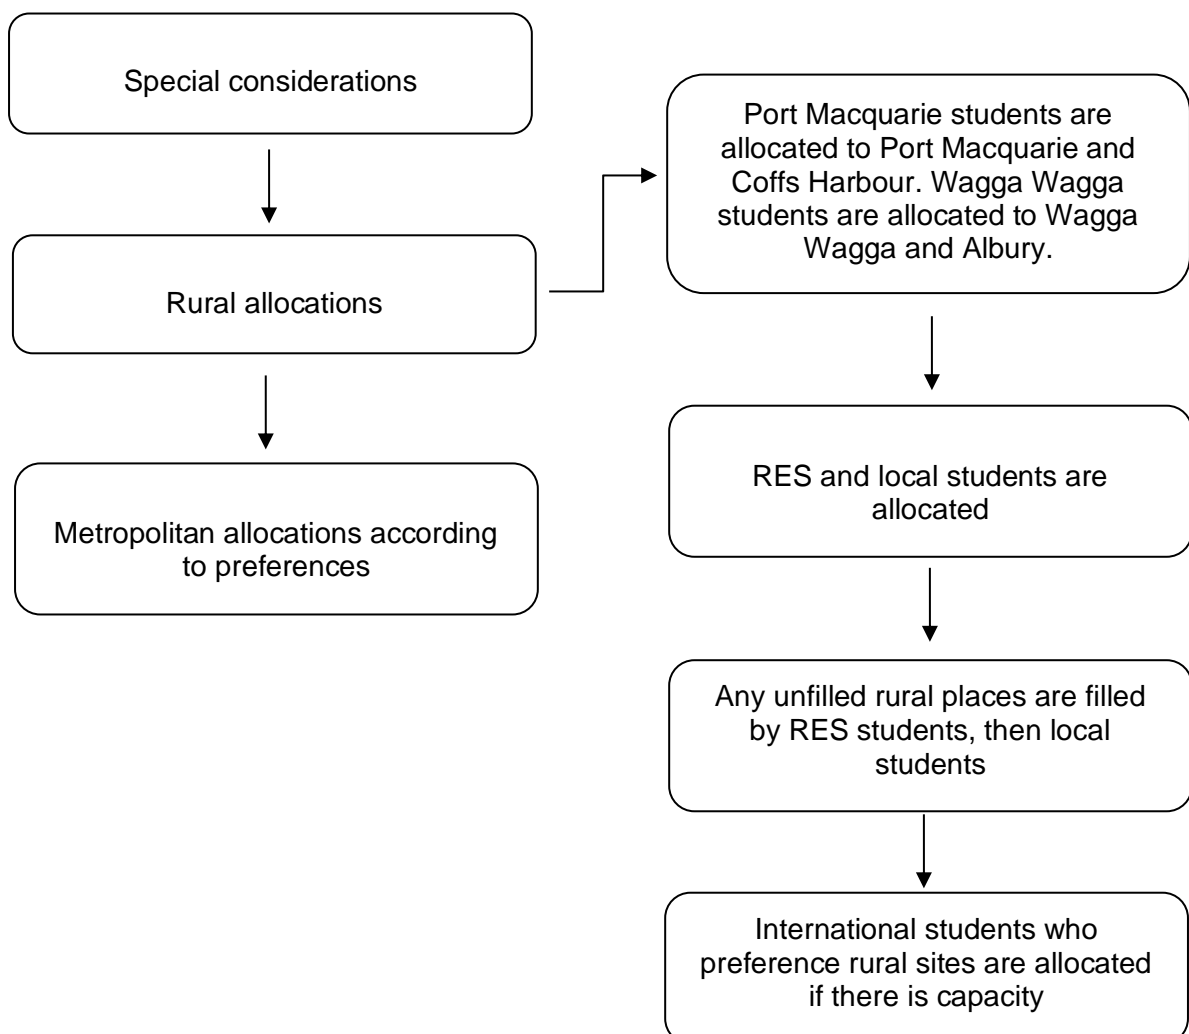 Special considerations
Rural allocations
Metropolitan allocations according
to preferences
Port Macquarie students are
allocated to Port Macquarie and
Coffs Harbour. Wagga Wagga
students are allocated to Wagga
Wagga and Albury.
RES and local students are
allocated
Any unfilled rural places are filled
by RES students, then local
students
International students who
preference rural sites are allocated
if there is capacity